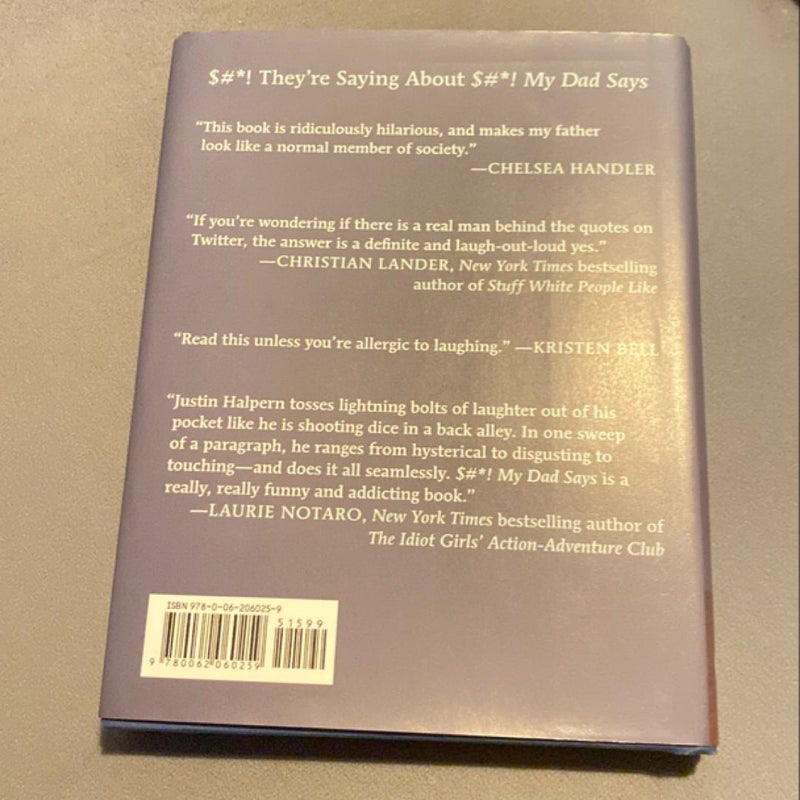 $#*! They're Saying About $#*! My Dad Says
“This book is ridiculously hilarious, and makes my father
look like a normal member of society.”
—CHELSEA HANDLER
“If you're wondering if there is a real man behind the quotes on
Twitter, the answer is a definite and laugh-out-loud yes.”
—CHRISTIAN LANDER, New York Times bestselling
author of Stuff White People Like
“Read this unless you're allergic to laughing.” —KRISTEN BELL
“Justin Halpern tosses lightning bolts of laughter out of his
pocket like he is shooting dice in a back alley. In one sweep
of a paragraph, he ranges from hysterical to disgusting to
touching—and does it all seamlessly. $#*! My Dad Says is a
really, really funny and addicting book.”
—LAURIE NOTARO, New York Times bestselling author of
The Idiot Girls' Action-Adventure Club
ISBN 978-0-06-206025-9
51599
9 780062 060259